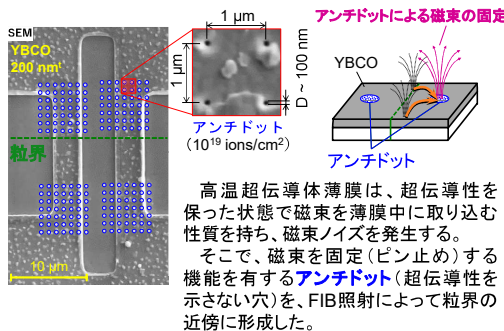 SEM
YBCO
200 nmᵗ
粒界
10 μm
1 μm
1 μm
D ~ 100 nm
アンチドット
(10¹⁹ ions/cm²)
アンチドットによる磁束の固定
YBCO
アンチドット
高温超伝導体薄膜は、超伝導性を
保った状態で磁束を薄膜中に取り込む
性質を持ち、磁束ノイズを発生する。
そこで、磁束を固定(ピン止め)する
機能を有するアンチドット(超伝導性を
示さない穴)を、FIB照射によって粒界の
近傍に形成した。